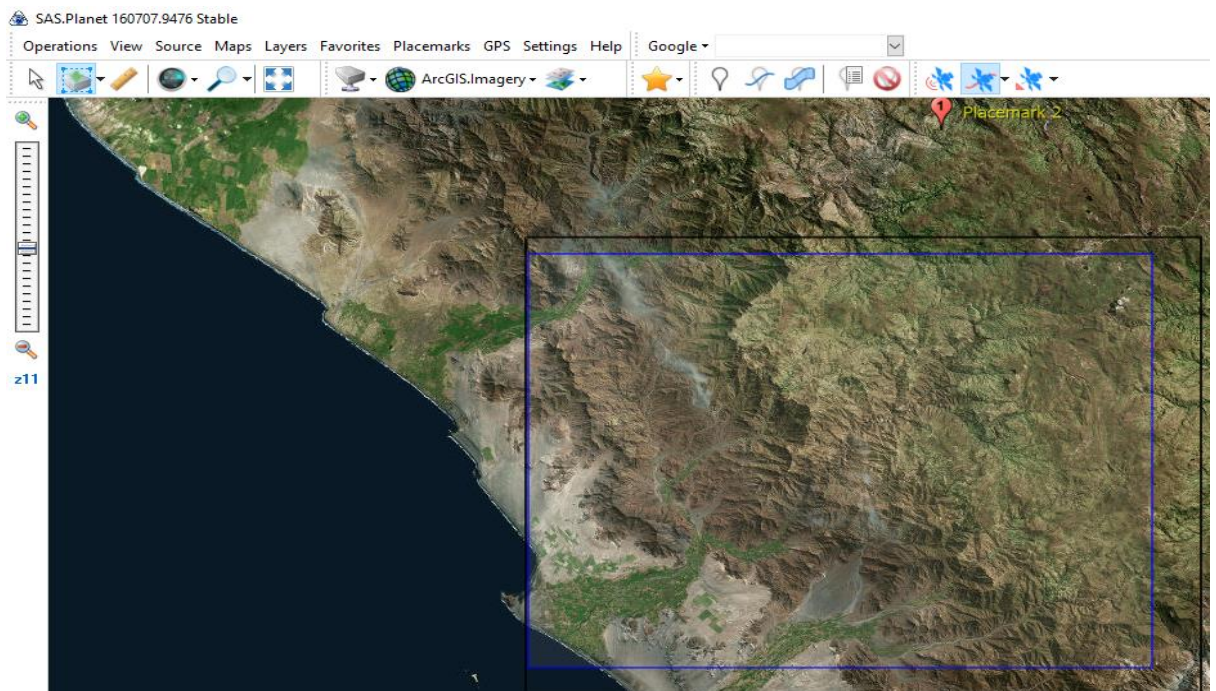 SAS.Planet 160707.9476 Stable
Operations View Source Maps Layers Favorites Placemarks GPS Settings Help Google
ArcGIS.Imagery
1 Placemark 2
z11